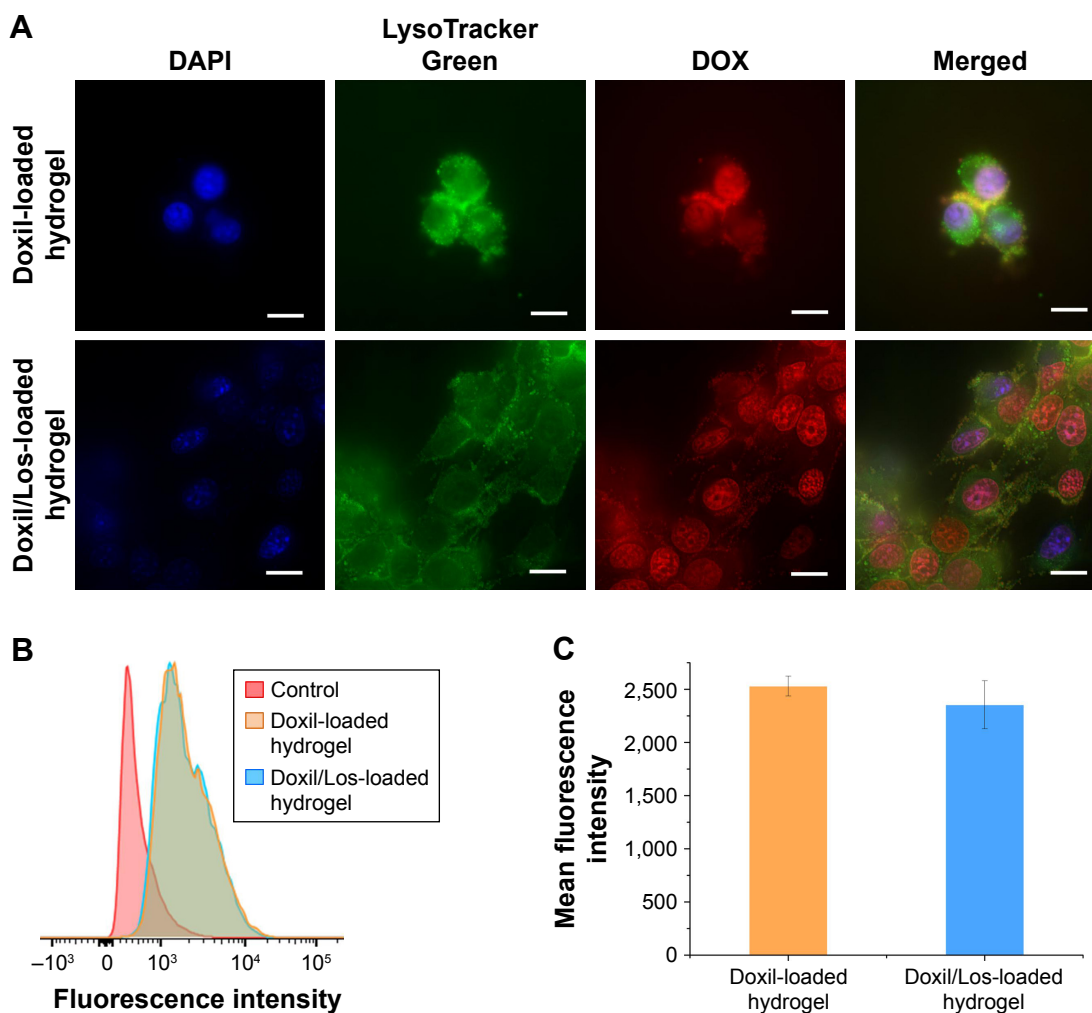 A
DAPI
LysoTracker
Green
DOX
Merged
Doxil-loaded
hydrogel
Doxil/Los-loaded
hydrogel
B
Control
Doxil-loaded
hydrogel
Doxil/Los-loaded
hydrogel
–10³ 0 10³ 10⁴ 10⁵
Fluorescence intensity
C
Mean fluorescence
intensity
2,500
2,000
1,500
1,000
500
0
Doxil-loaded
hydrogel
Doxil/Los-loaded
hydrogel